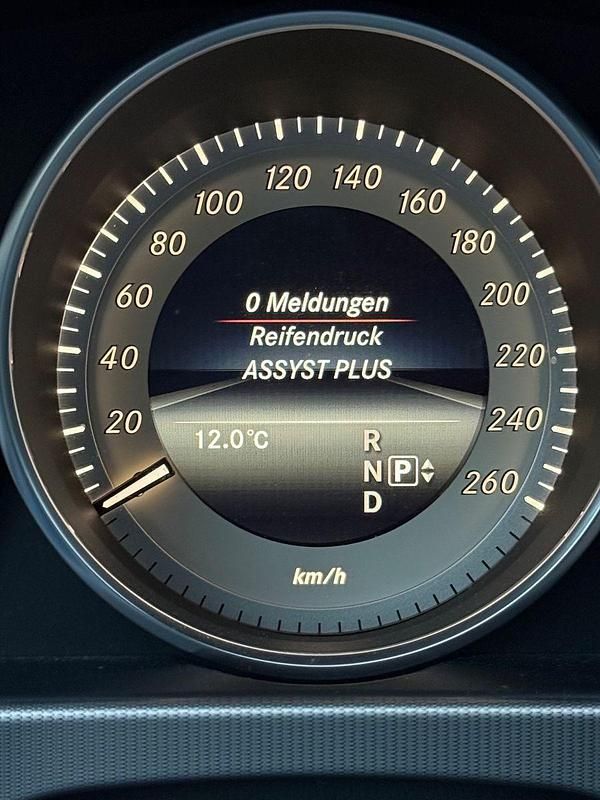 120 140
100 160
80 180
60 200
40 220
20 240
260
0 Meldungen
Reifendruck
ASSYST PLUS
12.0°C
R
N P
D
km/h